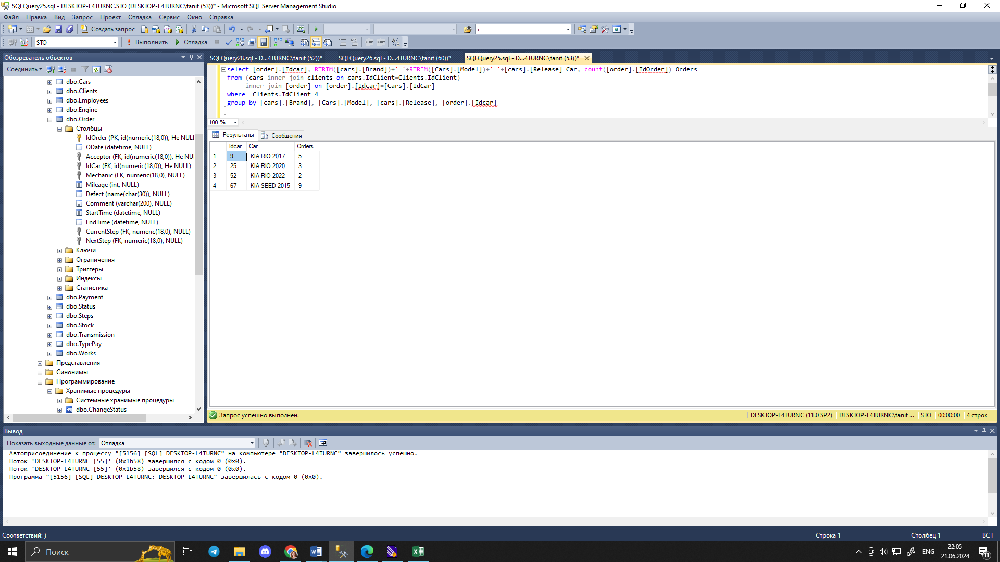 SQLQuery25.sql - DESKTOP-L4TURNC.STO (DESKTOP-L4TURNC\tanit (53))* - Microsoft SQL Server Management Studio
Файл Правка Вид Запрос Проект Отладка Сервис Окно Справка
Создать запрос +
STO Выполнить Отладка
Обозреватель объектов
Соединить
dbo.Cars
dbo.Clients
dbo.Employees
dbo.Engine
dbo.Order
Столбцы
IdOrder (PK, id(numeric(18,0)), Не NULL
ODate (datetime, NULL)
Acceptor (FK, id(numeric(18,0)), Не NU
IdCar (FK, id(numeric(18,0)), Не NULL)
Mechanic (FK, numeric(18,0), NULL)
Mileage (int, NULL)
Defect (name(char(30)), NULL)
Comment (varchar(200), NULL)
StartTime (datetime, NULL)
EndTime (datetime, NULL)
CurrentStep (FK, numeric(18,0), NULL)
NextStep (FK, numeric(18,0), NULL)
Ключи
Ограничения
Триггеры
Индексы
Статистика
dbo.Payment
dbo.Status
dbo.Steps
dbo.Stock
dbo.Transmission
dbo.TypePay
dbo.Works
Представления
Синонимы
Программирование
Хранимые процедуры
Системные хранимые процедуры
dbo.ChangeStatus
SQLQuery28.sql - D...4TURNC\tanit (52))* SQLQuery26.sql - D...4TURNC\tanit (60))* SQLQuery25.sql - D...4TURNC\tanit (53))*
select [order].[Idcar], RTRIM([cars].[Brand])+' '+RTRIM([Cars].[Model])+' '+[cars].[Release] Car, count([order].[IdOrder]) Orders
from (cars inner join clients on cars.IdClient=Clients.IdClient)
inner join [order] on [order].[Idcar]=[Cars].[IdCar]
where Clients.IdClient=4
group by [cars].[Brand], [Cars].[Model], [cars].[Release], [order].[Idcar]
100 %
Результаты Сообщения
Idcar Car Orders
1 9 KIA RIO 2017 5
2 25 KIA RIO 2020 3
3 52 KIA RIO 2022 2
4 67 KIA SEED 2015 9
Запрос успешно выполнен. DESKTOP-L4TURNC (11.0 SP2) DESKTOP-L4TURNC\tanit ... STO 00:00:00 4 строк
Вывод
Показать выходные данные от: Отладка
Автоприсоединение к процессу "[5156] [SQL] DESKTOP-L4TURNC" на компьютере "DESKTOP-L4TURNC" завершилось успешно.
Поток 'DESKTOP-L4TURNC [55]' (0x1b58) завершился с кодом 0 (0x0).
Поток 'DESKTOP-L4TURNC [55]' (0x1b58) завершился с кодом 0 (0x0).
Программа "[5156] [SQL] DESKTOP-L4TURNC: DESKTOP-L4TURNC" завершилась с кодом 0 (0x0).
Соответствий: ) Строка 1 Столбец 1 ВСТ
Поиск ENG 22:05
21.06.2024 11